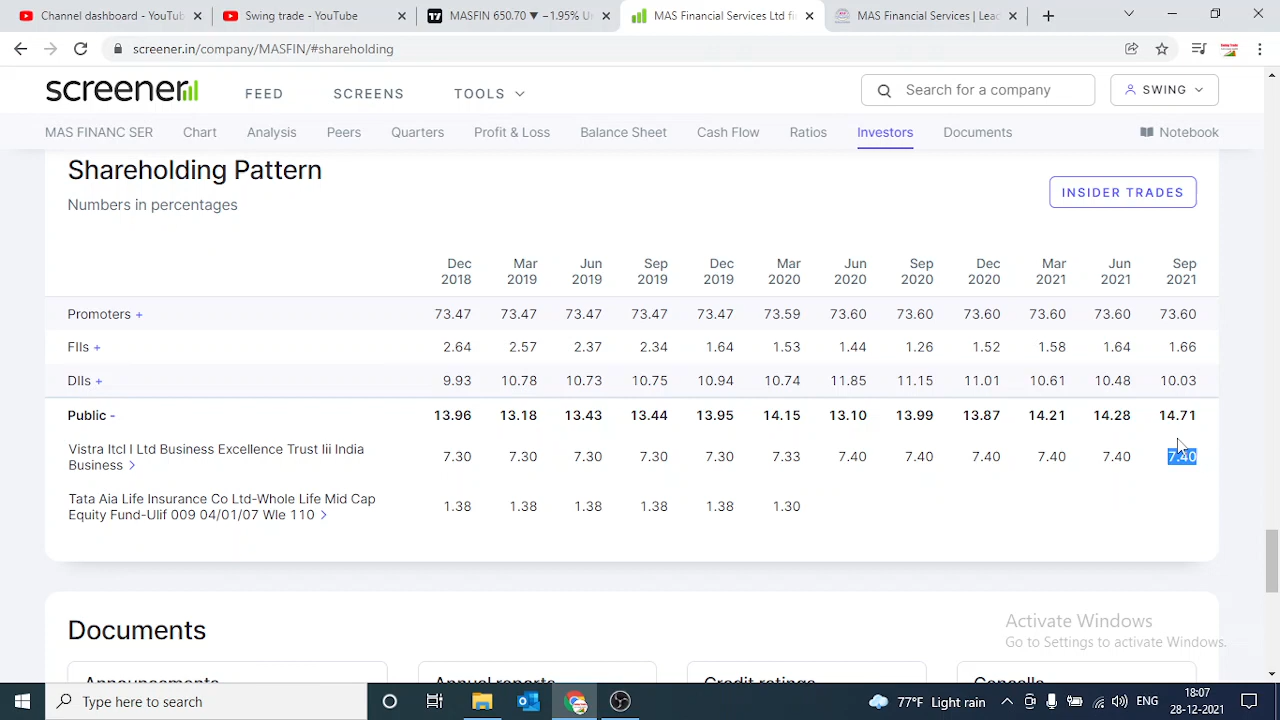 Channel dashboard - YouTub
Swing trade - YouTube
MASFIN 650.70 ▼ −1.95% Un
MAS Financial Services Ltd fin
MAS Financial Services | Lead
screener.in/company/MASFIN/#shareholding
screener
FEED
SCREENS
TOOLS
Search for a company
SWING
MAS FINANC SER
Chart
Analysis
Peers
Quarters
Profit & Loss
Balance Sheet
Cash Flow
Ratios
Investors
Documents
Notebook
Shareholding Pattern
INSIDER TRADES
Numbers in percentages
Dec 2018 Mar 2019 Jun 2019 Sep 2019 Dec 2019 Mar 2020 Jun 2020 Sep 2020 Dec 2020 Mar 2021 Jun 2021 Sep 2021
Promoters + 73.47 73.47 73.47 73.47 73.47 73.59 73.60 73.60 73.60 73.60 73.60 73.60
FIIs + 2.64 2.57 2.37 2.34 1.64 1.53 1.44 1.26 1.52 1.58 1.64 1.66
DIIs + 9.93 10.78 10.73 10.75 10.94 10.74 11.85 11.15 11.01 10.61 10.48 10.03
Public - 13.96 13.18 13.43 13.44 13.95 14.15 13.10 13.99 13.87 14.21 14.28 14.71
Vistra Itcl I Ltd Business Excellence Trust Iii India
Business > 7.30 7.30 7.30 7.30 7.30 7.33 7.40 7.40 7.40 7.40 7.40 7.40
Tata Aia Life Insurance Co Ltd-Whole Life Mid Cap
Equity Fund-Ulif 009 04/01/07 Wle 110 > 1.38 1.38 1.38 1.38 1.38 1.30
Documents
Activate Windows
Go to Settings to activate Windows.
Announcements
Annual reports
Credit ratings
Concalls
Type here to search
77°F Light rain
ENG
18:07
28-12-2021